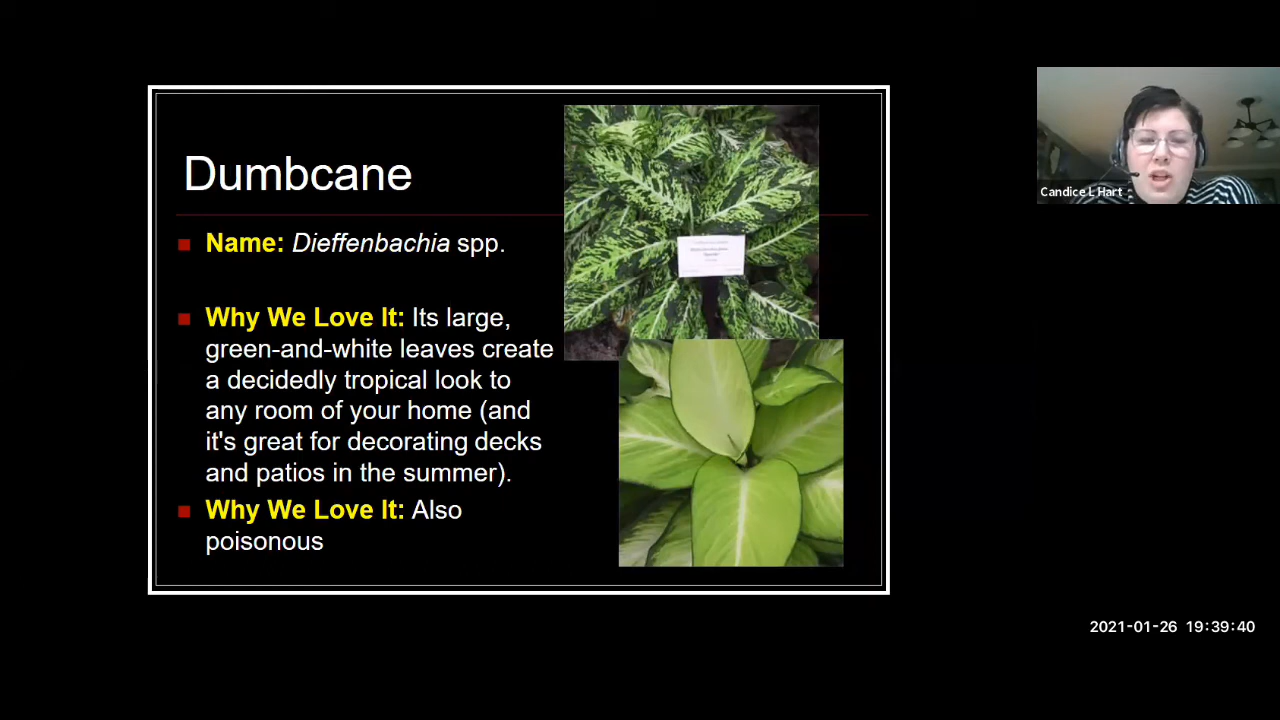 Dumbcane
Name: Dieffenbachia spp.
Why We Love It: Its large,
green-and-white leaves create
a decidedly tropical look to
any room of your home (and
it's great for decorating decks
and patios in the summer).
Why We Love It: Also
poisonous
Candice L Hart
2021-01-26 19:39:40